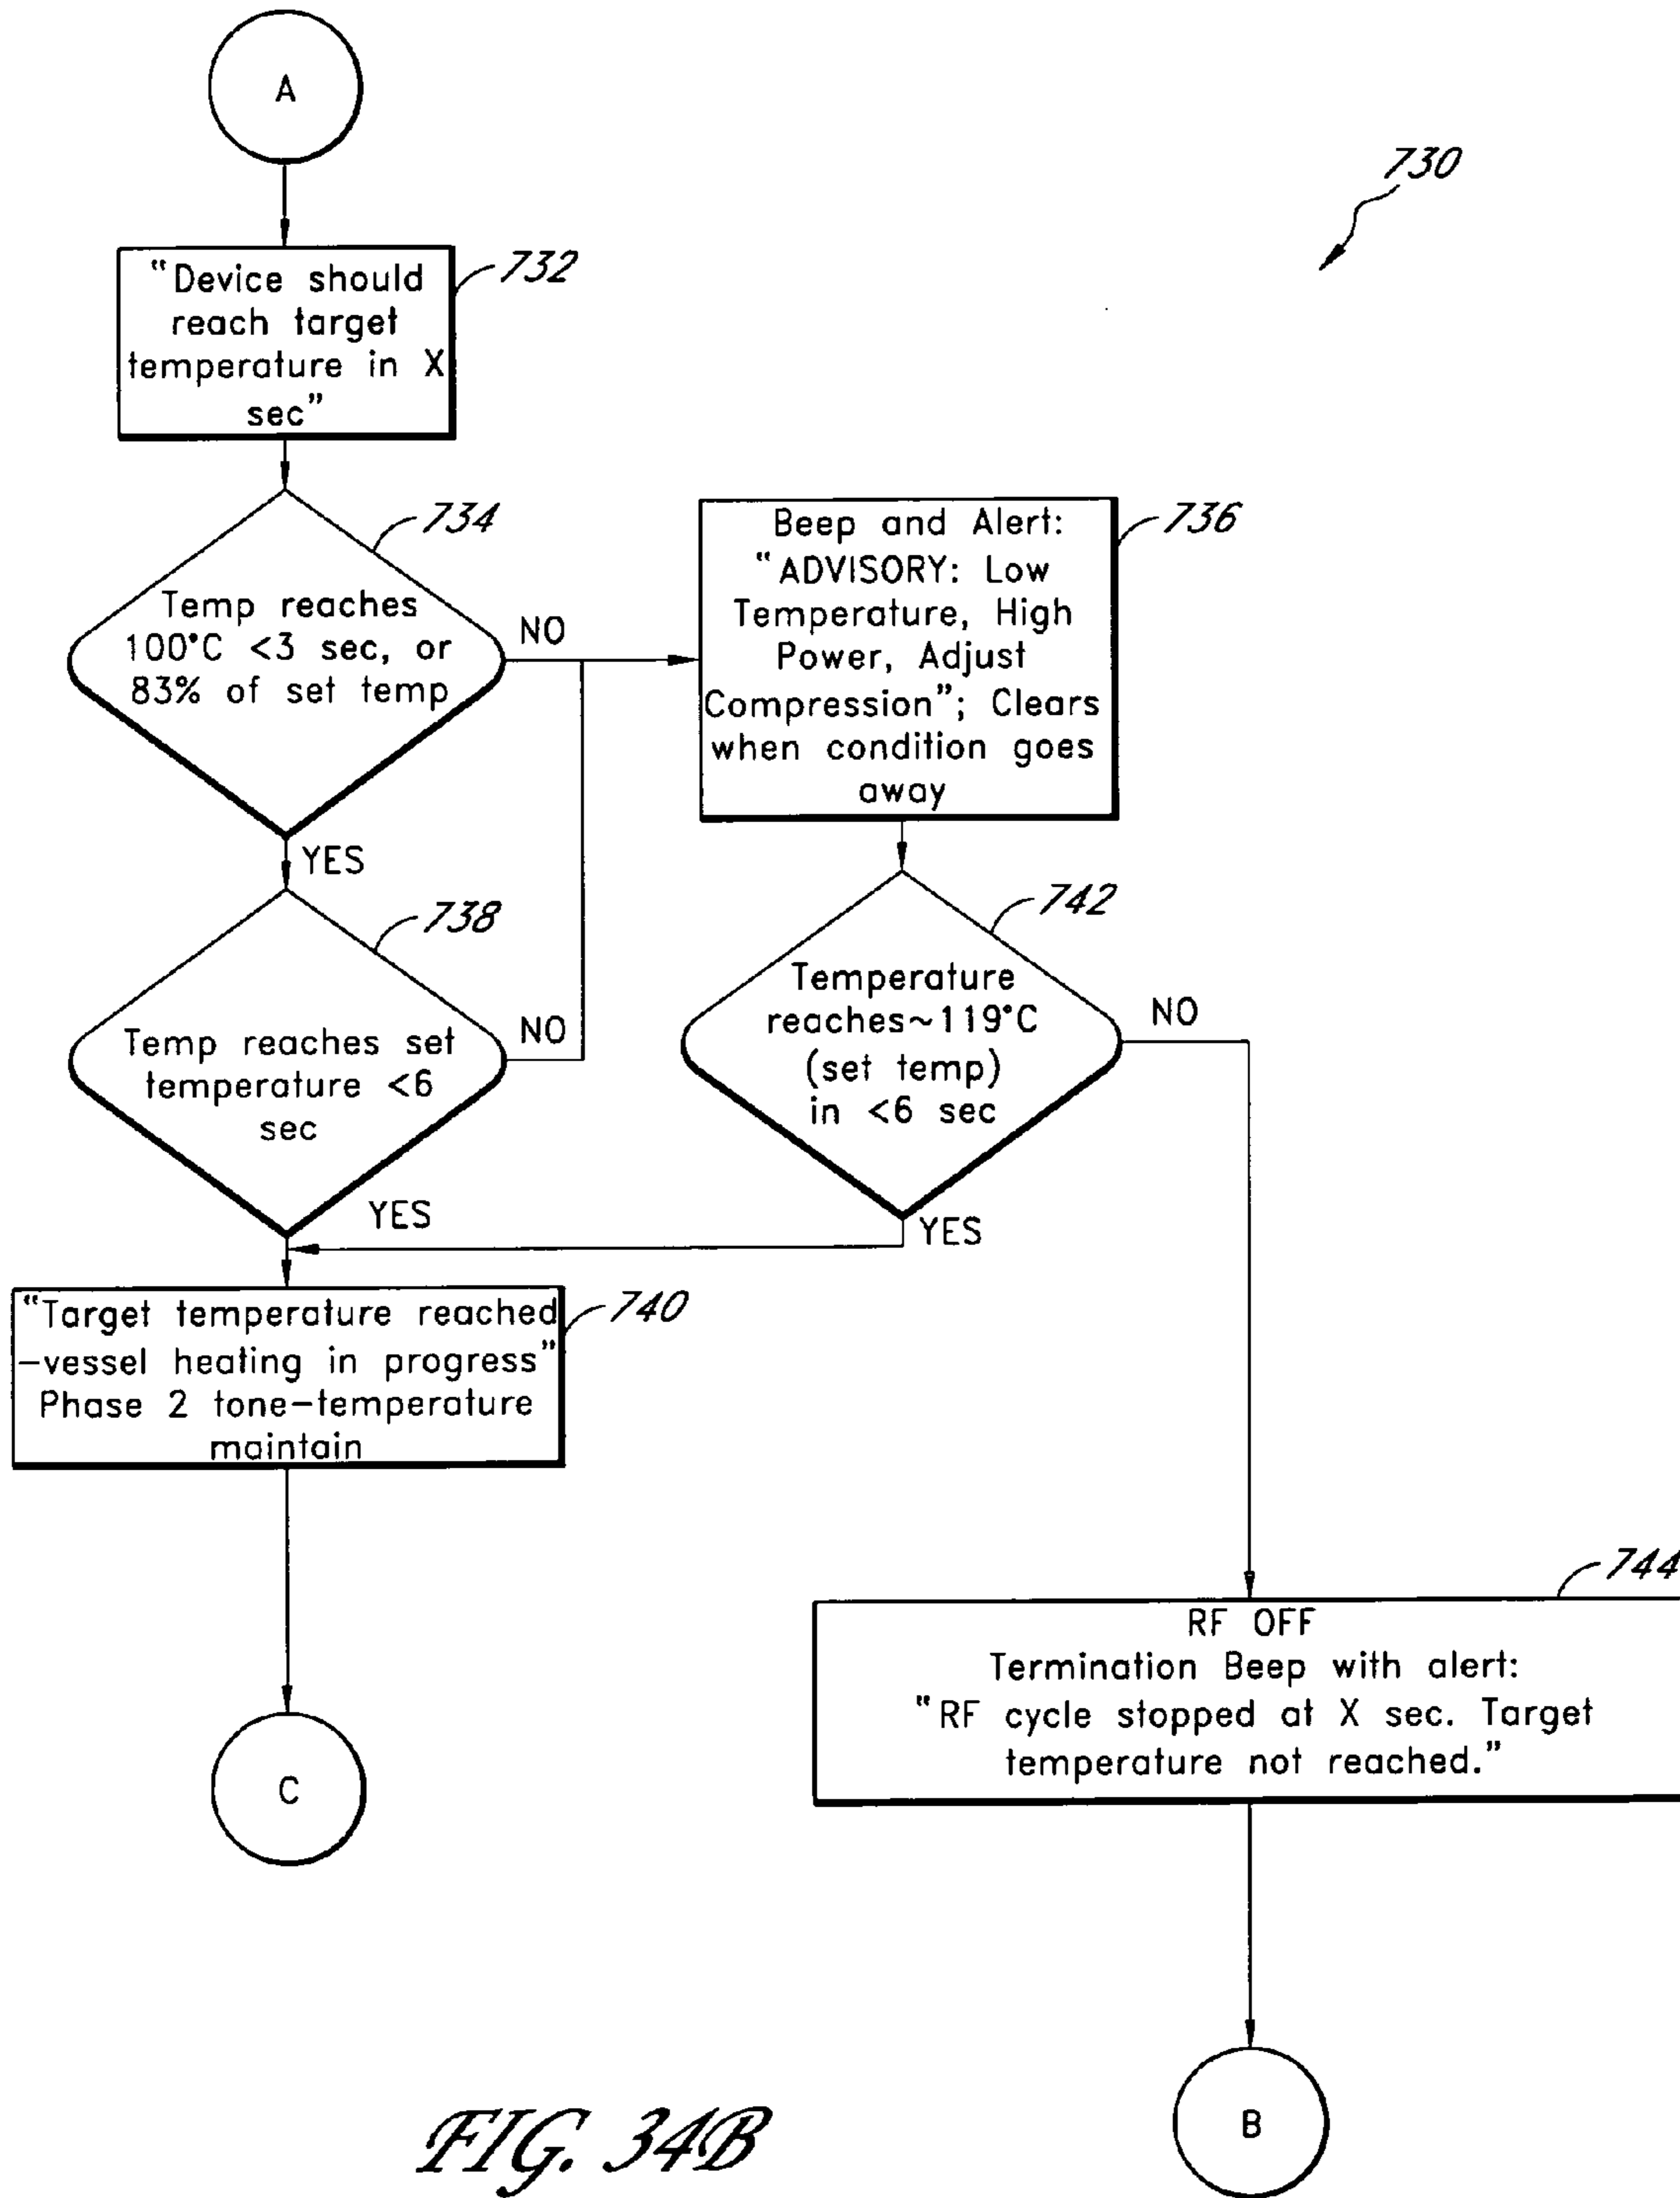 A
730
"Device should
reach target
temperature in X
sec"
732
734
Temp reaches
100°C <3 sec, or
83% of set temp
NO
YES
Beep and Alert:
"ADVISORY: Low
Temperature, High
Power, Adjust
Compression"; Clears
when condition goes
away
736
738
Temp reaches set
temperature <6
sec
NO
YES
742
Temperature
reaches~119°C
(set temp)
in <6 sec
NO
YES
"Target temperature reached
-vessel heating in progress"
Phase 2 tone-temperature
maintain
740
744
RF OFF
Termination Beep with alert:
"RF cycle stopped at X sec. Target
temperature not reached."
C
B
FIG. 34B